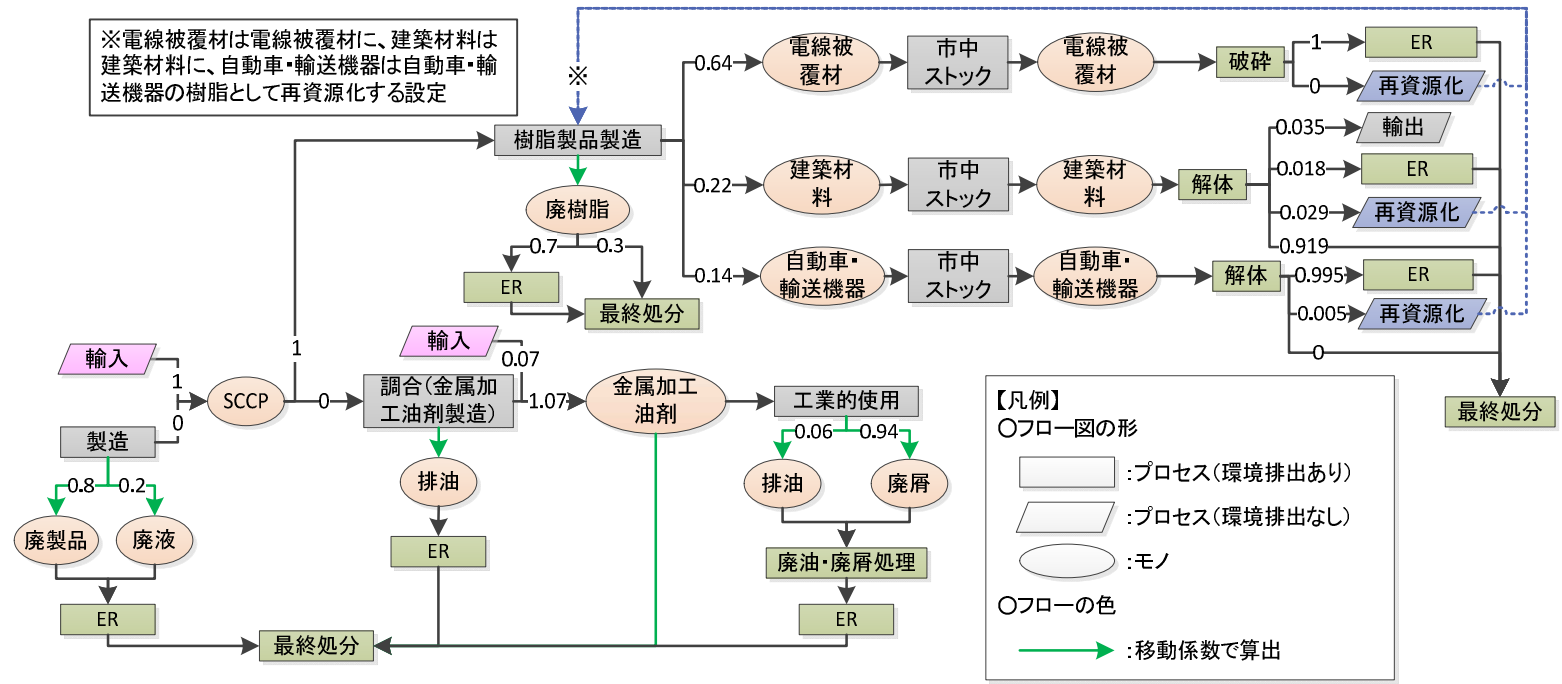 ※電線被覆材は電線被覆材に、建築材料は
建築材料に、自動車・輸送機器は自動車・輸
送機器の樹脂として再資源化する設定
※
樹脂製品製造
0.64
電線被
覆材
市中
ストック
電線被
覆材
破砕
1
ER
0
再資源化
0.22
建築材
料
市中
ストック
建築材
料
解体
0.035
輸出
0.018
ER
0.029
再資源化
0.919
0.14
自動車・
輸送機器
市中
ストック
自動車・
輸送機器
解体
0.995
ER
0.005
再資源化
0
最終処分
廃樹脂
0.7
0.3
ER
最終処分
輸入
1
0
SCCP
1
0
製造
0.8
0.2
廃製品
廃液
ER
最終処分
輸入
0.07
調合(金属加
工油剤製造)
1.07
金属加工
油剤
工業的使用
0.06
0.94
排油
ER
排油
廃屑
廃油・廃屑処理
ER
【凡例】
○フロー図の形
:プロセス(環境排出あり)
:プロセス(環境排出なし)
:モノ
○フローの色
:移動係数で算出